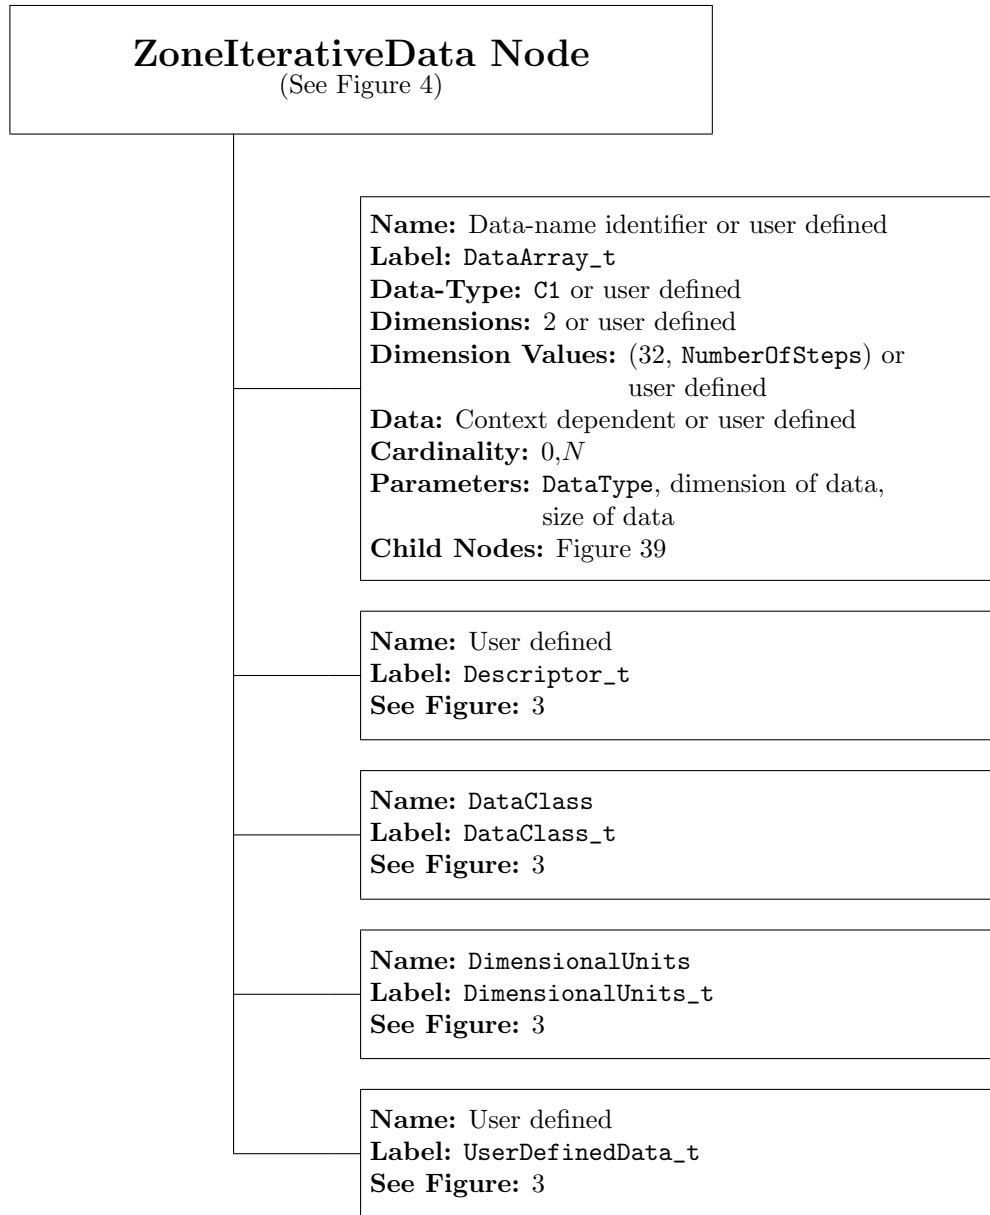 ZoneIterativeData Node
(See Figure 4)
Name: Data-name identifier or user defined
Label: DataArray_t
Data-Type: C1 or user defined
Dimensions: 2 or user defined
Dimension Values: (32, NumberOfSteps) or
user defined
Data: Context dependent or user defined
Cardinality: 0,N
Parameters: DataType, dimension of data,
size of data
Child Nodes: Figure 39
Name: User defined
Label: Descriptor_t
See Figure: 3
Name: DataClass
Label: DataClass_t
See Figure: 3
Name: DimensionalUnits
Label: DimensionalUnits_t
See Figure: 3
Name: User defined
Label: UserDefinedData_t
See Figure: 3